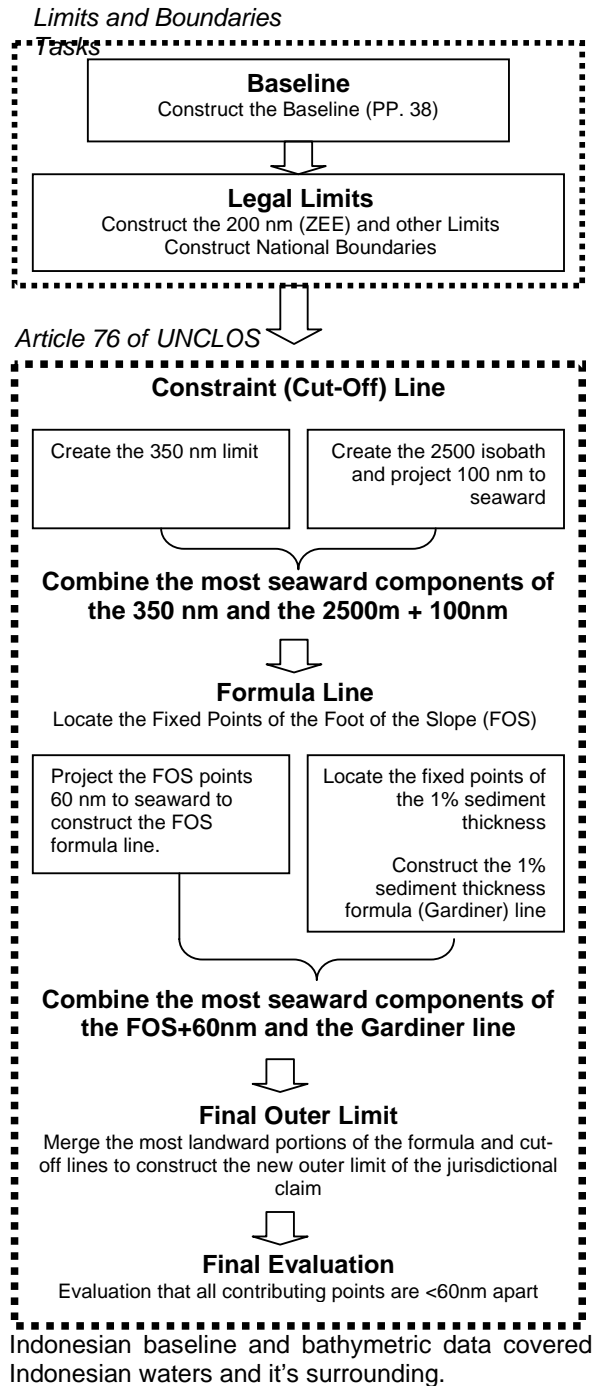 Limits and Boundaries
Tasks
Baseline
Construct the Baseline (PP. 38)
Legal Limits
Construct the 200 nm (ZEE) and other Limits
Construct National Boundaries
Article 76 of UNCLOS
Constraint (Cut-Off) Line
Create the 350 nm limit
Create the 2500 isobath
and project 100 nm to
seaward
Combine the most seaward components of
the 350 nm and the 2500m + 100nm
Formula Line
Locate the Fixed Points of the Foot of the Slope (FOS)
Project the FOS points
60 nm to seaward to
construct the FOS
formula line.
Locate the fixed points of
the 1% sediment
thickness
Construct the 1%
sediment thickness
formula (Gardiner) line
Combine the most seaward components of
the FOS+60nm and the Gardiner line
Final Outer Limit
Merge the most landward portions of the formula and cut-
off lines to construct the new outer limit of the jurisdictional
claim
Final Evaluation
Evaluation that all contributing points are <60nm apart
Indonesian baseline and bathymetric data covered
Indonesian waters and it's surrounding.